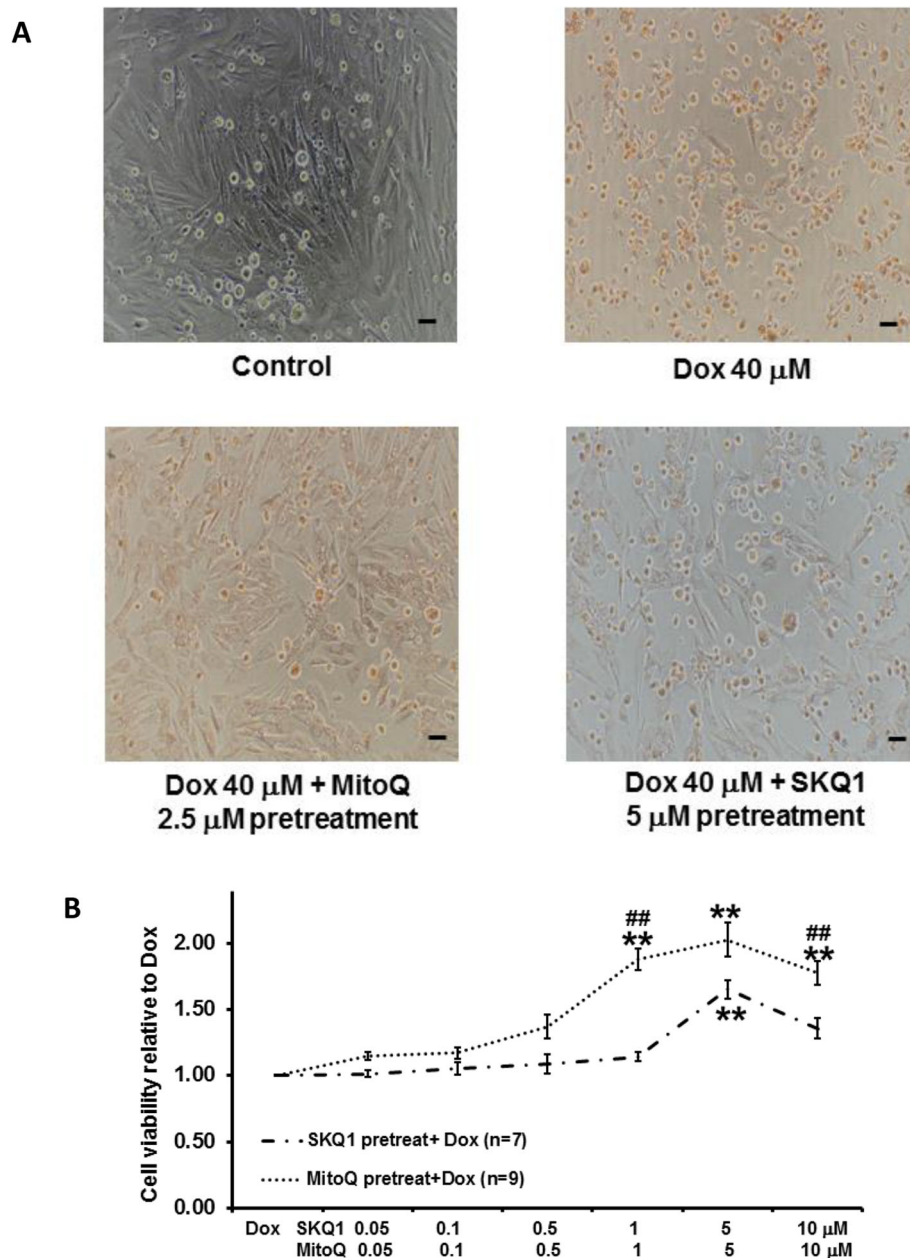 A
Control
Dox 40 μM
Dox 40 μM + MitoQ
2.5 μM pretreatment
Dox 40 μM + SKQ1
5 μM pretreatment
B
Cell viability relative to Dox
2.00
1.50
1.00
0.50
0.00
##
**
**
##
**
**
SKQ1 pretreat+ Dox (n=7)
MitoQ pretreat+Dox (n=9)
Dox SKQ1 0.05 0.1 0.5 1 5 10 μM
MitoQ 0.05 0.1 0.5 1 5 10 μM